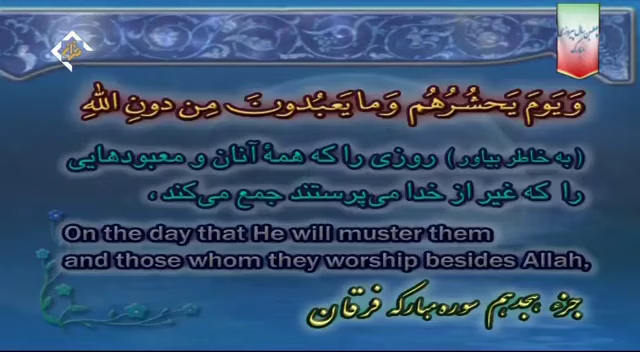 وَيَوْمَ يَحْشُرُهُمْ وَمَا يَعْبُدُونَ مِن دُونِ اللَّهِ
( به خاطر بیاور ) روزی را که همهٔ آنان و معبودهایی
را که غیر از خدا می‌پرستند جمع می‌کند ،
On the day that He will muster them
and those whom they worship besides Allah,
جزء هجدهم سوره مبارکه فرقان